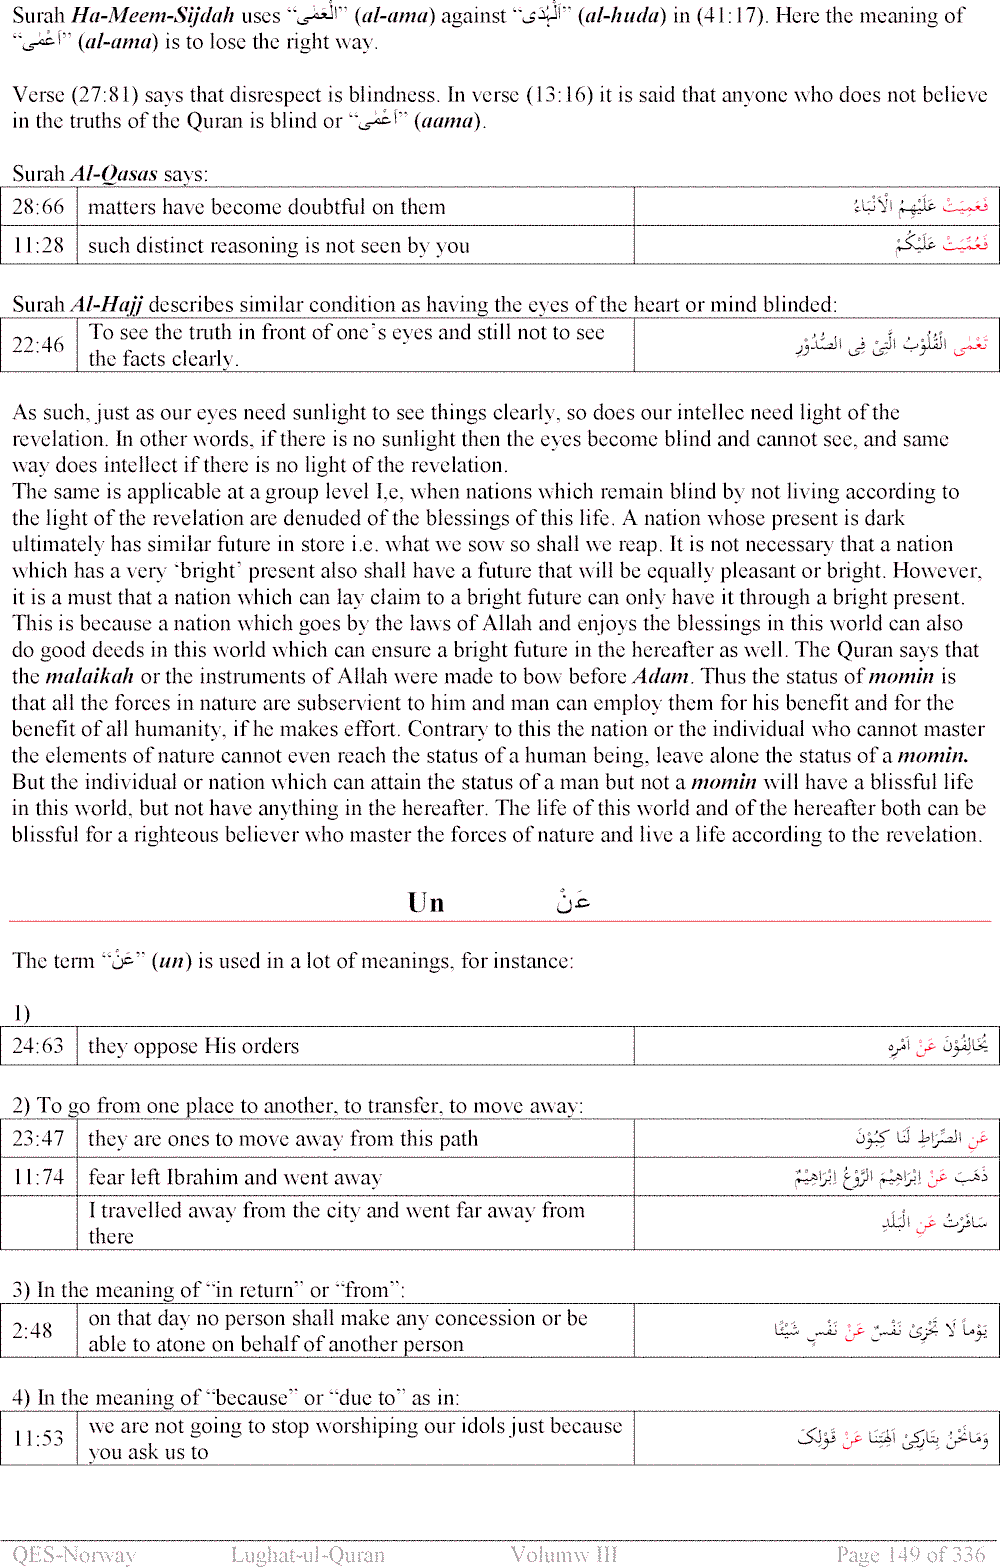 Surah Ha-Meem-Sijdah uses “الْعَمٰى” (al-ama) against “الْہُدٰى” (al-huda) in (41:17). Here the meaning of
“اَعْمٰى” (al-ama) is to lose the right way.
Verse (27:81) says that disrespect is blindness. In verse (13:16) it is said that anyone who does not believe
in the truths of the Quran is blind or “اَعْمٰى” (aama).
Surah Al-Qasas says:
28:66 matters have become doubtful on them فَعَمِيَتْ عَلَيْهِمُ الْاَنْبَاءُ
11:28 such distinct reasoning is not seen by you فَعُمِّيَتْ عَلَيْكُمْ
Surah Al-Hajj describes similar condition as having the eyes of the heart or mind blinded:
22:46 To see the truth in front of one’s eyes and still not to see
the facts clearly. تَعْمٰى الْقُلُوْبُ الَّتِىْ فِى الصُّدُوْرِ
As such, just as our eyes need sunlight to see things clearly, so does our intellec need light of the
revelation. In other words, if there is no sunlight then the eyes become blind and cannot see, and same
way does intellect if there is no light of the revelation.
The same is applicable at a group level I,e, when nations which remain blind by not living according to
the light of the revelation are denuded of the blessings of this life. A nation whose present is dark
ultimately has similar future in store i.e. what we sow so shall we reap. It is not necessary that a nation
which has a very ‘bright’ present also shall have a future that will be equally pleasant or bright. However,
it is a must that a nation which can lay claim to a bright future can only have it through a bright present.
This is because a nation which goes by the laws of Allah and enjoys the blessings in this world can also
do good deeds in this world which can ensure a bright future in the hereafter as well. The Quran says that
the malaikah or the instruments of Allah were made to bow before Adam. Thus the status of momin is
that all the forces in nature are subservient to him and man can employ them for his benefit and for the
benefit of all humanity, if he makes effort. Contrary to this the nation or the individual who cannot master
the elements of nature cannot even reach the status of a human being, leave alone the status of a momin.
But the individual or nation which can attain the status of a man but not a momin will have a blissful life
in this world, but not have anything in the hereafter. The life of this world and of the hereafter both can be
blissful for a righteous believer who master the forces of nature and live a life according to the revelation.
Un عَنْ
The term “عَنْ” (un) is used in a lot of meanings, for instance:
1)
24:63 they oppose His orders يُخَالِفُوْنَ عَنْ اَمْرِهِ
2) To go from one place to another, to transfer, to move away:
23:47 they are ones to move away from this path عَنِ الصِّرَاطِ لَنَا كِبُوْنَ
11:74 fear left Ibrahim and went away ذَهَبَ عَنْ اِبْرَاهِيْمَ الرَّوْعُ اِبْرَاهِيْمُ
I travelled away from the city and went far away from
there سَافَرْتُ عَنِ الْبَلَدِ
3) In the meaning of “in return” or “from”:
2:48 on that day no person shall make any concession or be
able to atone on behalf of another person يَوْماً لَا تَجْزِىْ نَفْسٌ عَنْ نَفْسٍ شَيْئًا
4) In the meaning of “because” or “due to” as in:
11:53 we are not going to stop worshiping our idols just because
you ask us to وَمَانَحْنُ بِتَارِكِىْ اٰلِهَتِنَا عَنْ قَوْلِکَ
QES-Norway Lughat-ul-Quran Volumw III Page 149 of 336